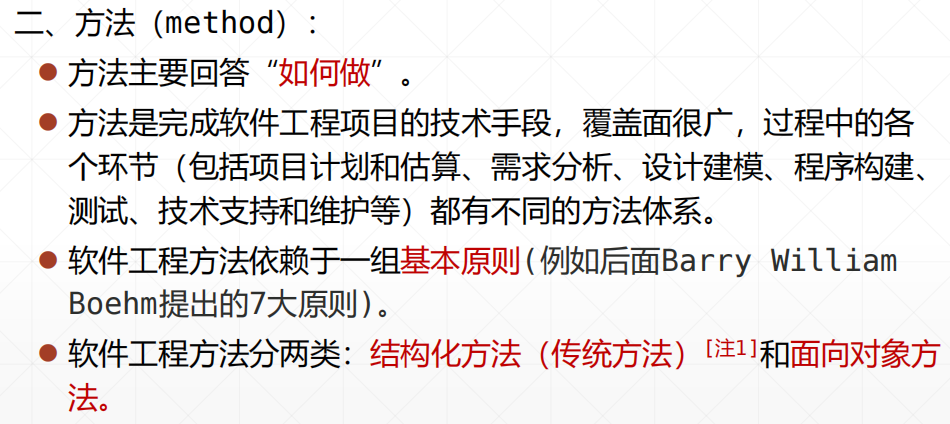 二、方法（method）：
● 方法主要回答“如何做”。
● 方法是完成软件工程项目的技术手段，覆盖面很广，过程中的各
个环节（包括项目计划和估算、需求分析、设计建模、程序构建、
测试、技术支持和维护等）都有不同的方法体系。
● 软件工程方法依赖于一组基本原则(例如后面Barry William
Boehm提出的7大原则)。
● 软件工程方法分两类：结构化方法（传统方法）[注1]和面向对象方
法。